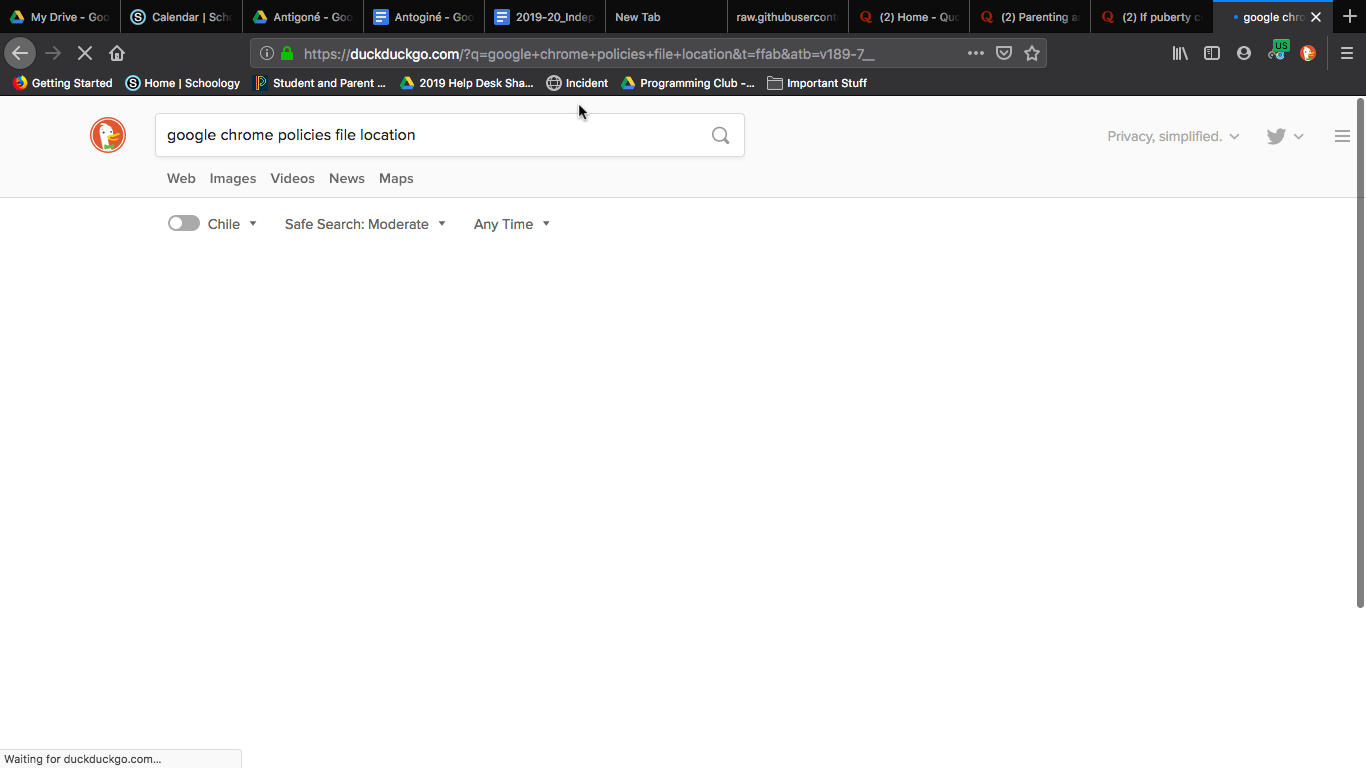 My Drive - Goo
Calendar | Scho
Antigoné - Goo
Antoginé - Goo
2019-20_Indep
New Tab
raw.githubusercont
(2) Home - Quo
(2) Parenting a
(2) If puberty c
google chro
https://duckduckgo.com/?q=google+chrome+policies+file+location&t=ffab&atb=v189-7__
US
Getting Started
Home | Schoology
Student and Parent ...
2019 Help Desk Sha...
Incident
Programming Club -...
Important Stuff
google chrome policies file location
Privacy, simplified.
Web Images Videos News Maps
Chile Safe Search: Moderate Any Time
Waiting for duckduckgo.com...